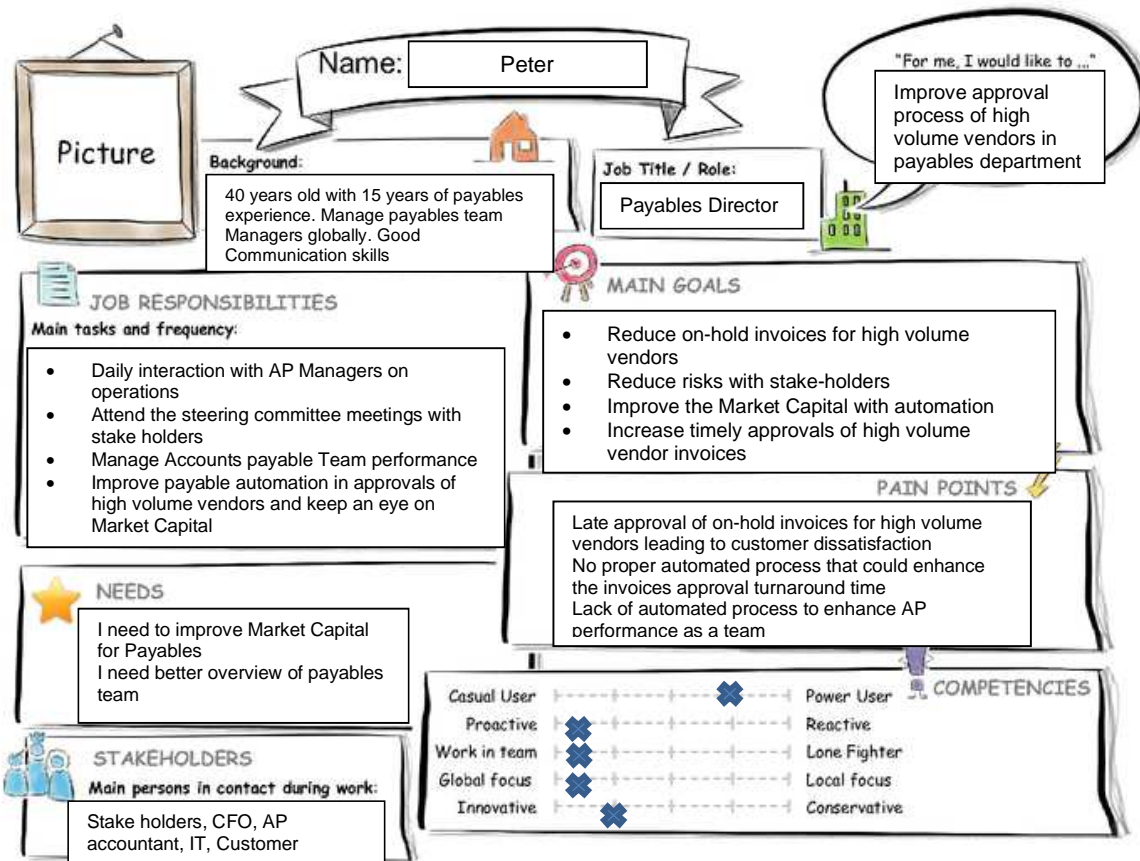 Name: Peter
"For me, I would like to ..."
Improve approval
process of high
volume vendors in
payables department
Picture
Background:
40 years old with 15 years of payables
experience. Manage payables team
Managers globally. Good
Communication skills
Job Title / Role:
Payables Director
JOB RESPONSIBILITIES
Main tasks and frequency:
• Daily interaction with AP Managers on
operations
• Attend the steering committee meetings with
stake holders
• Manage Accounts payable Team performance
• Improve payable automation in approvals of
high volume vendors and keep an eye on
Market Capital
MAIN GOALS
• Reduce on-hold invoices for high volume
vendors
• Reduce risks with stake-holders
• Improve the Market Capital with automation
• Increase timely approvals of high volume
vendor invoices
PAIN POINTS
Late approval of on-hold invoices for high volume
vendors leading to customer dissatisfaction
No proper automated process that could enhance
the invoices approval turnaround time
Lack of automated process to enhance AP
performance as a team
NEEDS
I need to improve Market Capital
for Payables
I need better overview of payables
team
COMPETENCIES
Casual User Power User
Proactive Reactive
Work in team Lone Fighter
Global focus Local focus
Innovative Conservative
STAKEHOLDERS
Main persons in contact during work:
Stake holders, CFO, AP
accountant, IT, Customer